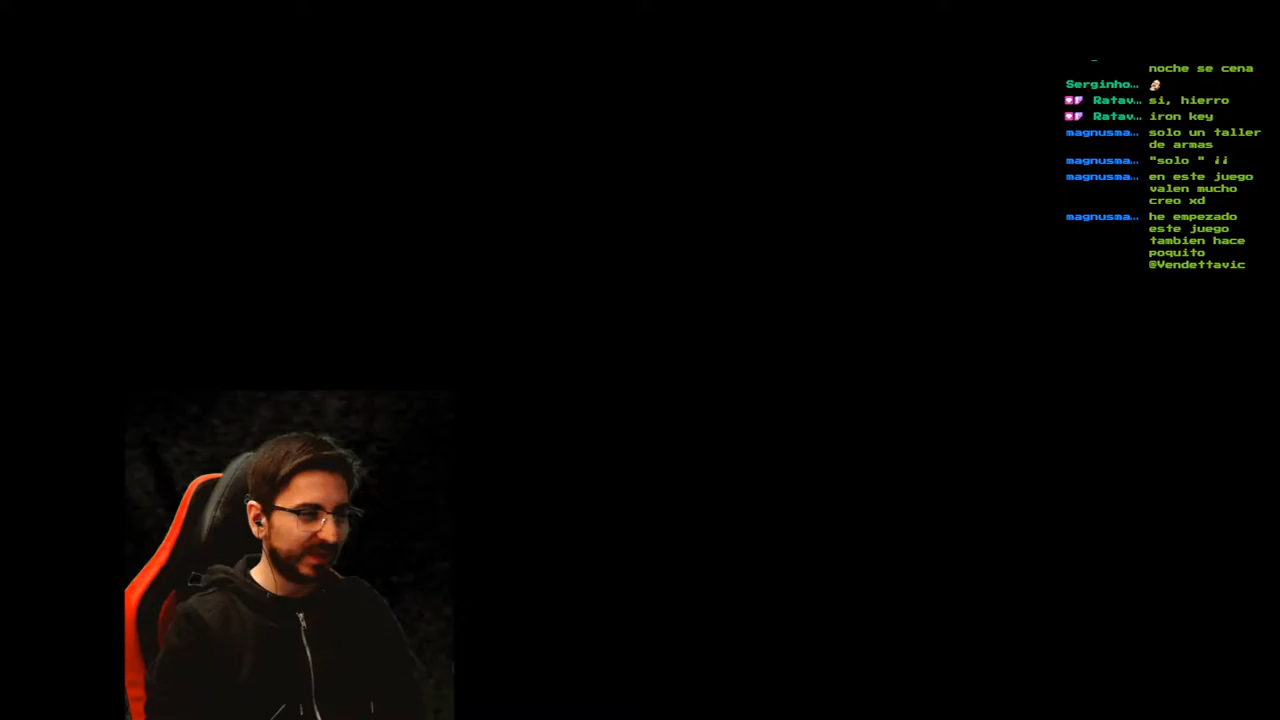 noche se cena
Serginho…
Ratav… si, hierro
Ratav… iron key
magnusma… solo un taller
de armas
magnusma… "solo " ¡¡
magnusma… en este juego
valen mucho
creo xd
magnusma… he empezado
este juego
tambien hace
poquito
@Vendettavic